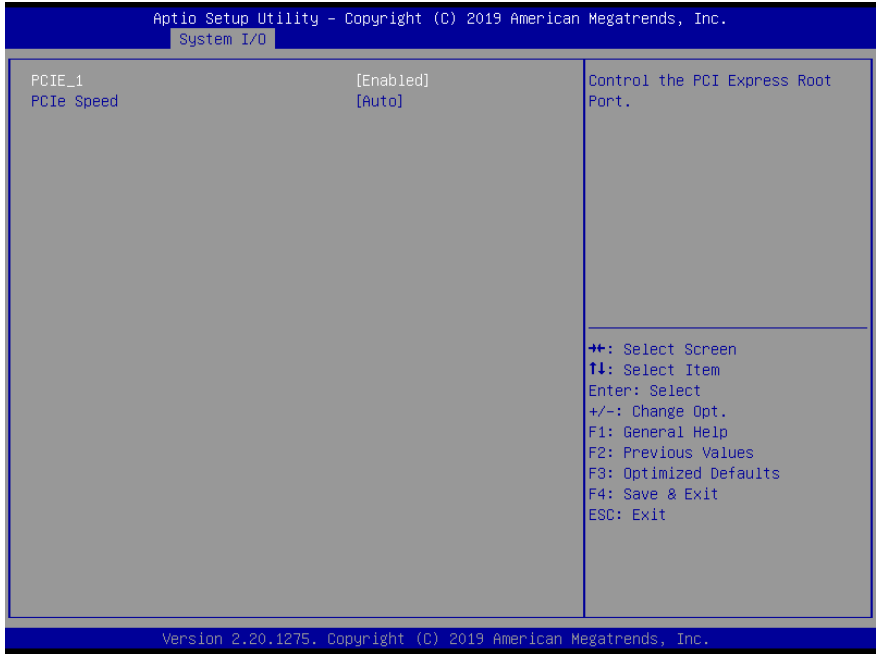 Aptio Setup Utility – Copyright (C) 2019 American Megatrends, Inc.
System I/O
PCIE_1 [Enabled]
PCIe Speed [Auto]
Control the PCI Express Root
Port.
→←: Select Screen
↑↓: Select Item
Enter: Select
+/-: Change Opt.
F1: General Help
F2: Previous Values
F3: Optimized Defaults
F4: Save & Exit
ESC: Exit
Version 2.20.1275. Copyright (C) 2019 American Megatrends, Inc.